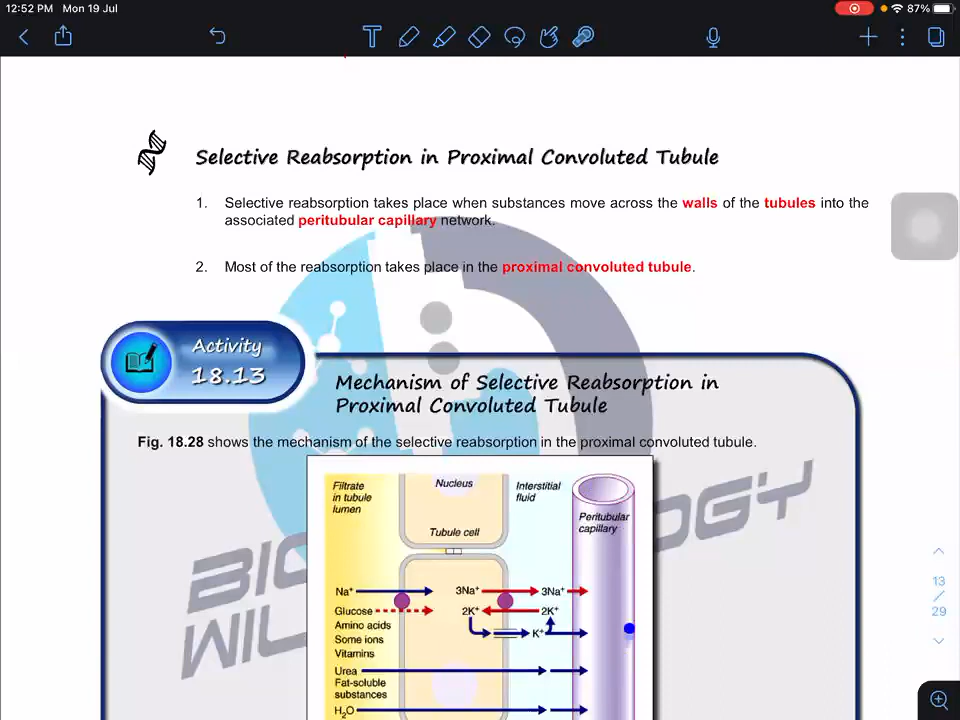 12:52 PM Mon 19 Jul
87%
T
Selective Reabsorption in Proximal Convoluted Tubule
1. Selective reabsorption takes place when substances move across the walls of the tubules into the
associated peritubular capillary network.
2. Most of the reabsorption takes place in the proximal convoluted tubule.
Activity
18.13
Mechanism of Selective Reabsorption in
Proximal Convoluted Tubule
Fig. 18.28 shows the mechanism of the selective reabsorption in the proximal convoluted tubule.
Filtrate
in tubule
lumen
Nucleus
Interstitial
fluid
Peritubular
capillary
Tubule cell
Na⁺ 3Na⁺ 3Na⁺
Glucose 2K⁺ 2K⁺
Amino acids
Some ions K⁺
Vitamins
Urea
Fat-soluble
substances
H₂O
13
/
29